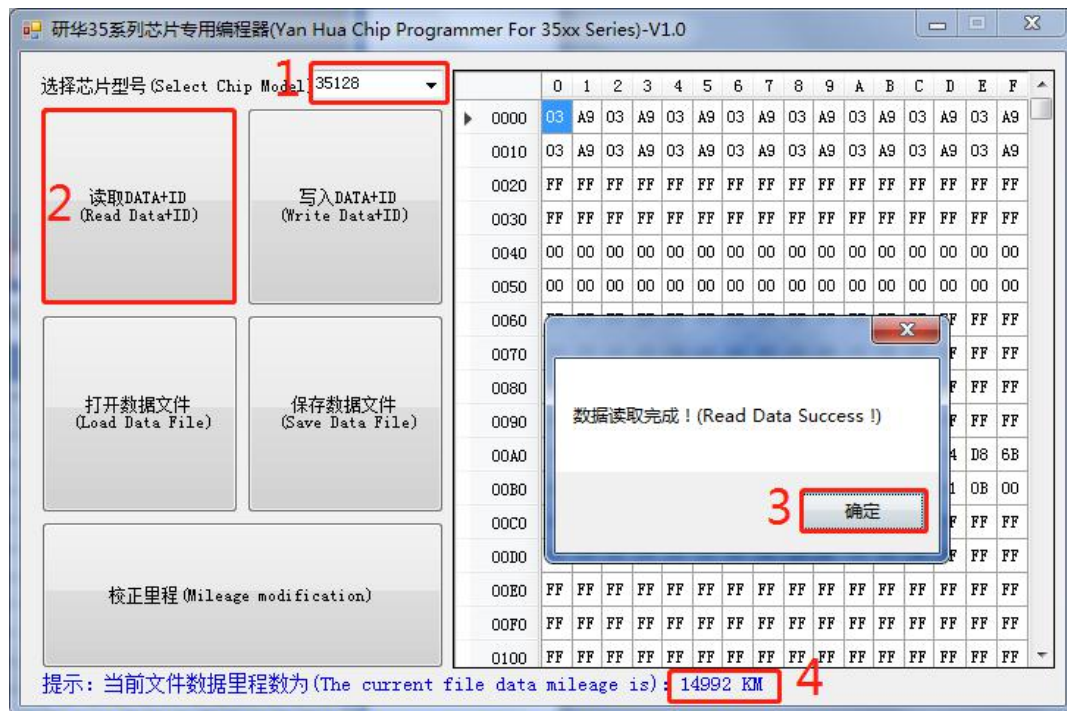 研华35系列芯片专用编程器(Yan Hua Chip Programmer For 35xx Series)-V1.0
选择芯片型号(Select Chip Model
1
35128
2
读取DATA+ID
(Read Data+ID)
写入DATA+ID
(Write Data+ID)
打开数据文件
(Load Data File)
保存数据文件
(Save Data File)
校正里程(Mileage modification)
0 1 2 3 4 5 6 7 8 9 A B C D E F
0000 03 A9 03 A9 03 A9 03 A9 03 A9 03 A9 03 A9 03 A9
0010 03 A9 03 A9 03 A9 03 A9 03 A9 03 A9 03 A9 03 A9
0020 FF FF FF FF FF FF FF FF FF FF FF FF FF FF FF FF
0030 FF FF FF FF FF FF FF FF FF FF FF FF FF FF FF FF
0040 00 00 00 00 00 00 00 00 00 00 00 00 00 00 00 00
0050 00 00 00 00 00 00 00 00 00 00 00 00 00 00 00 00
0060 FF FF
0070 FF FF
0080 FF FF
0090 FF FF
00A0 D8 6B
00B0 0B 00
00C0 FF FF
00D0 FF FF
00E0 FF FF FF FF FF FF FF FF FF FF FF FF FF FF FF FF
00F0 FF FF FF FF FF FF FF FF FF FF FF FF FF FF FF FF
0100 FF FF FF FF FF FF FF FF FF FF FF FF FF FF FF FF
数据读取完成！(Read Data Success !)
3
确定
提示：当前文件数据里程数为(The current file data mileage is)：14992 KM
4